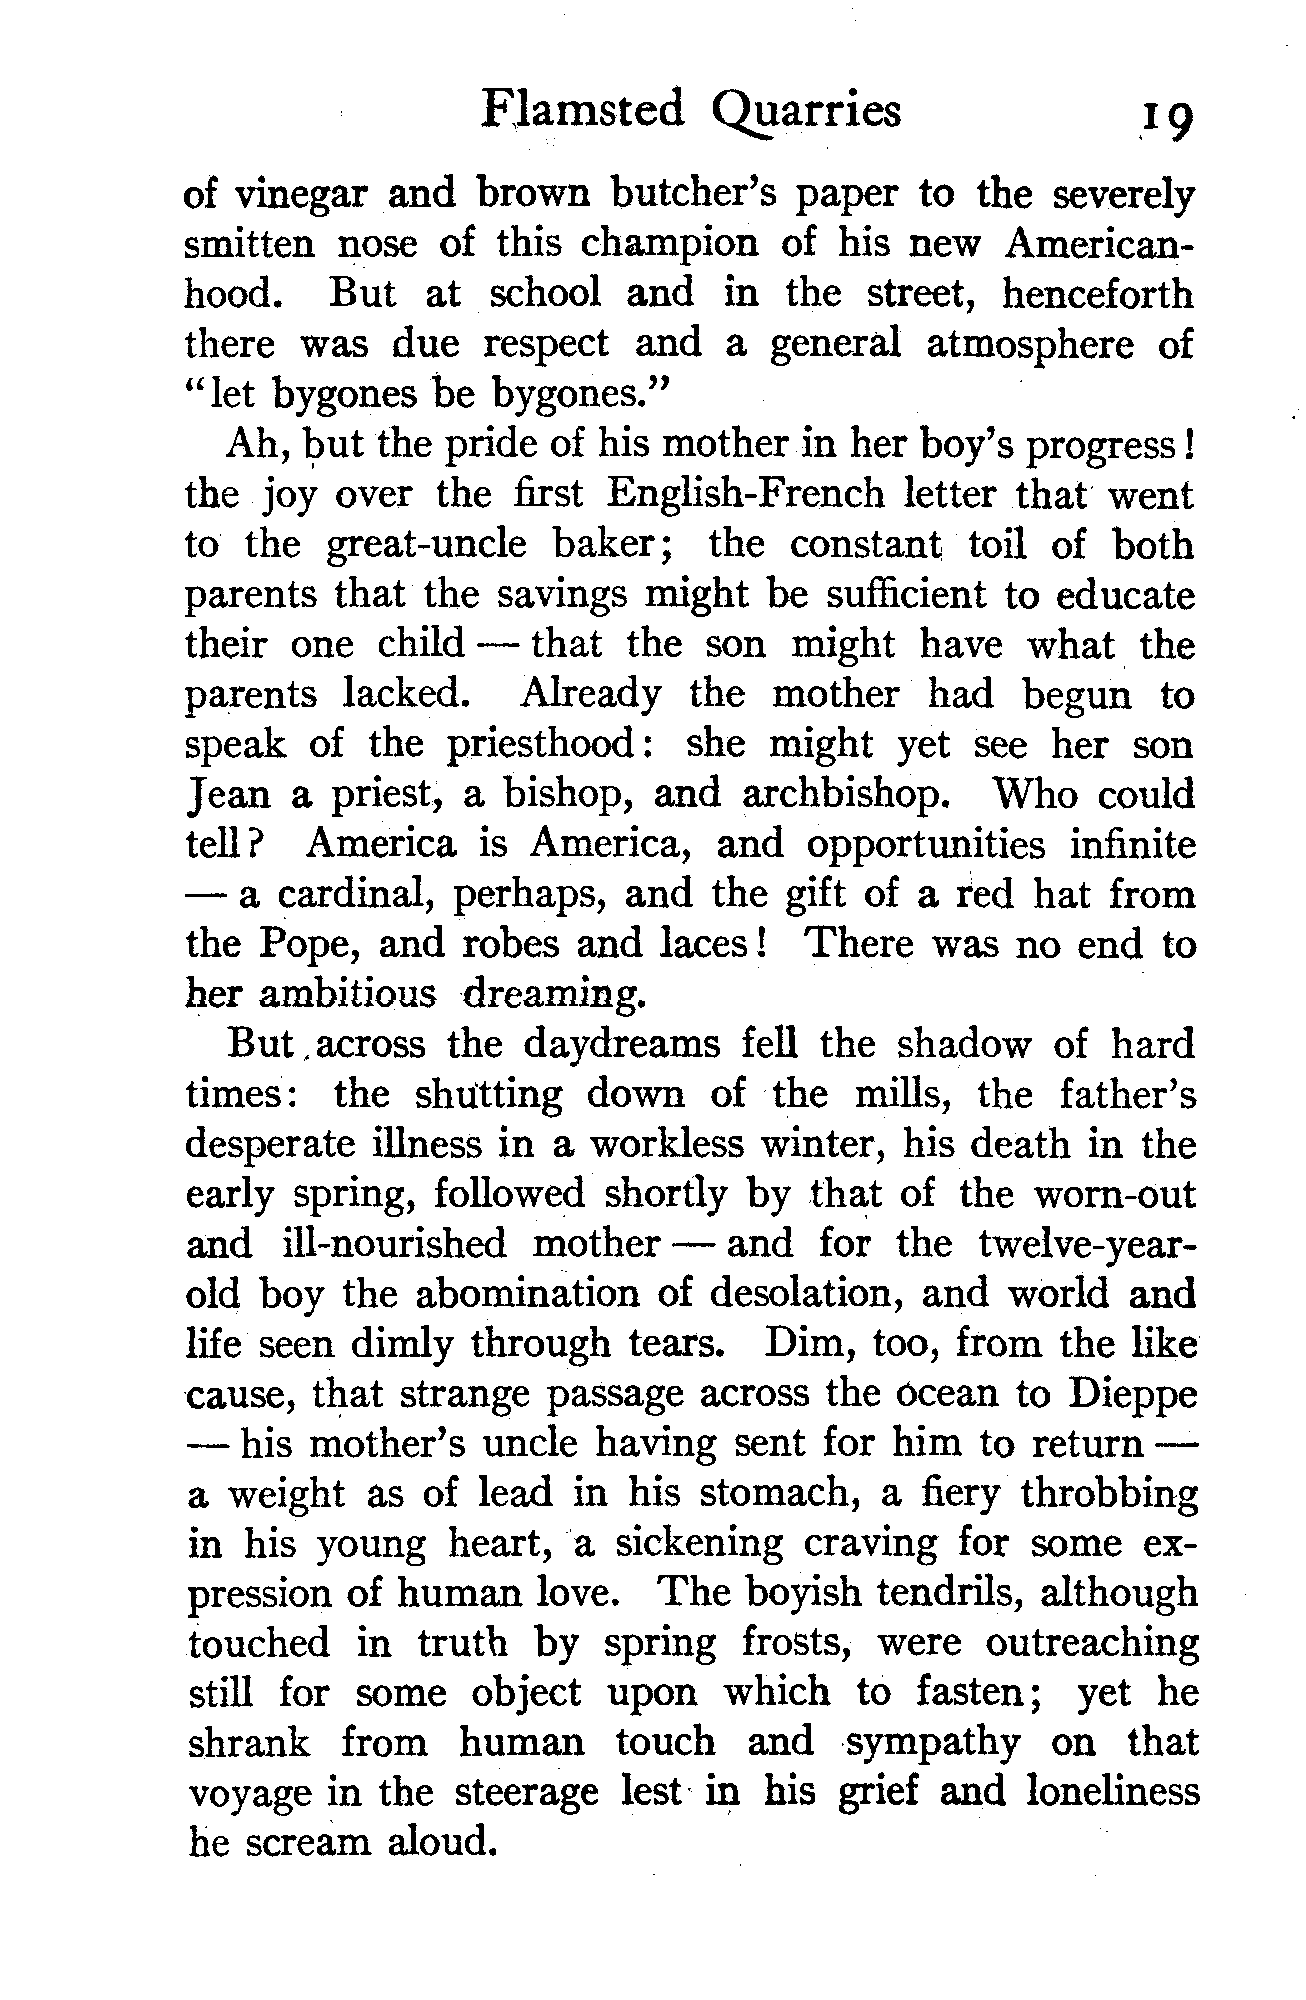 Flamsted Quarries 19
of vinegar and brown butcher's paper to the severely
smitten nose of this champion of his new American-
hood. But at school and in the street, henceforth
there was due respect and a general atmosphere of
"let bygones be bygones."
Ah, but the pride of his mother in her boy's progress!
the joy over the first English-French letter that went
to the great-uncle baker; the constant toil of both
parents that the savings might be sufficient to educate
their one child — that the son might have what the
parents lacked. Already the mother had begun to
speak of the priesthood: she might yet see her son
Jean a priest, a bishop, and archbishop. Who could
tell? America is America, and opportunities infinite
— a cardinal, perhaps, and the gift of a red hat from
the Pope, and robes and laces! There was no end to
her ambitious dreaming.
But across the daydreams fell the shadow of hard
times: the shutting down of the mills, the father's
desperate illness in a workless winter, his death in the
early spring, followed shortly by that of the worn-out
and ill-nourished mother — and for the twelve-year-
old boy the abomination of desolation, and world and
life seen dimly through tears. Dim, too, from the like
cause, that strange passage across the ocean to Dieppe
— his mother's uncle having sent for him to return —
a weight as of lead in his stomach, a fiery throbbing
in his young heart, a sickening craving for some ex-
pression of human love. The boyish tendrils, although
touched in truth by spring frosts, were outreaching
still for some object upon which to fasten; yet he
shrank from human touch and sympathy on that
voyage in the steerage lest in his grief and loneliness
he scream aloud.